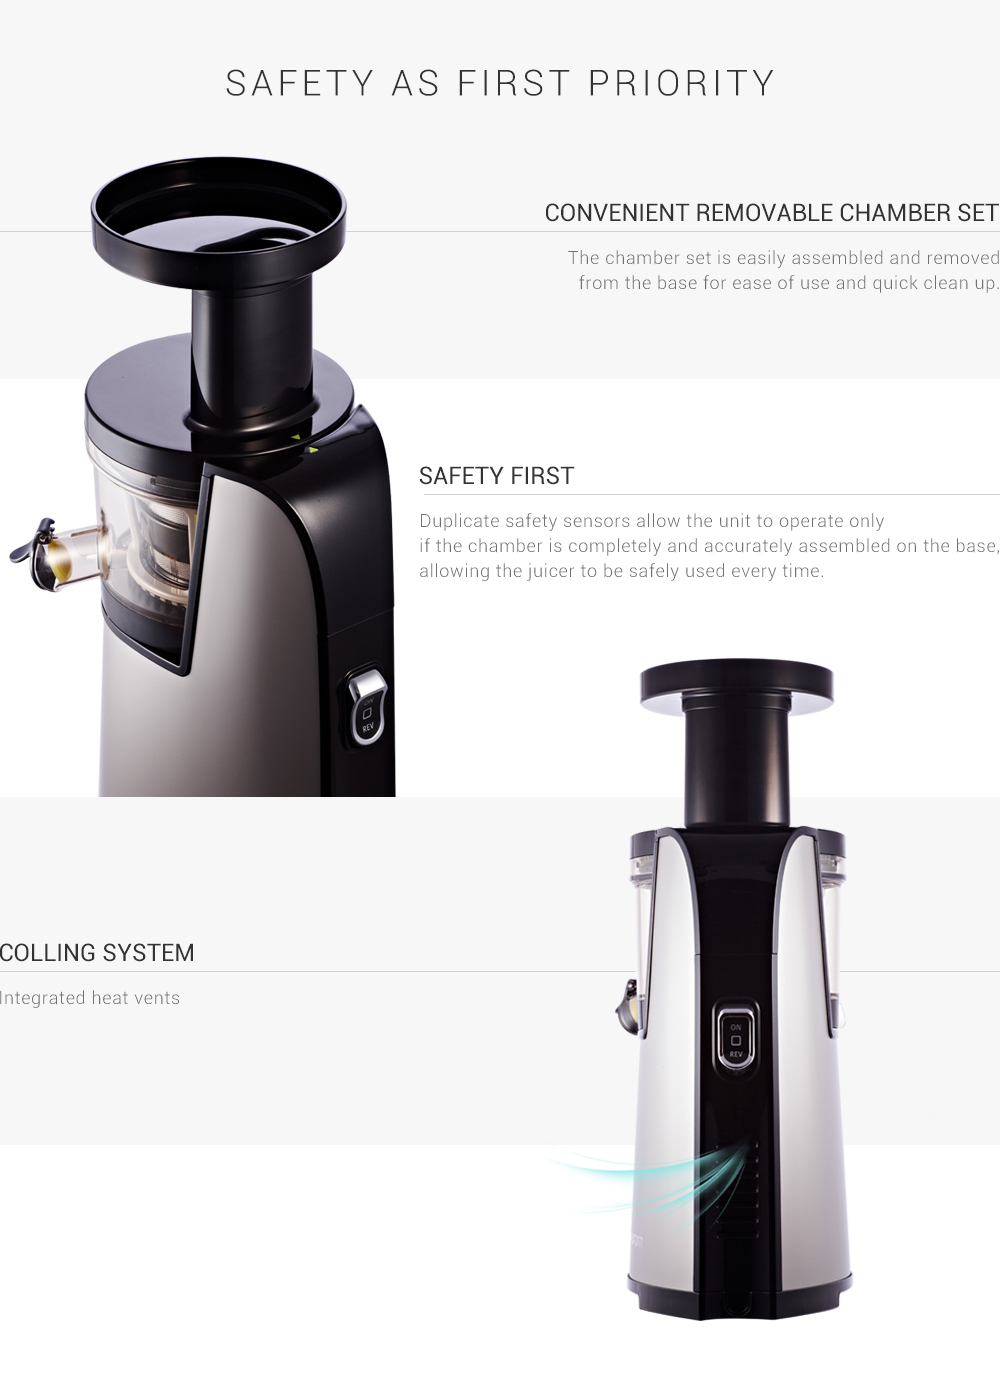 SAFETY AS FIRST PRIORITY
CONVENIENT REMOVABLE CHAMBER SET
The chamber set is easily assembled and removed
from the base for ease of use and quick clean up.
SAFETY FIRST
Duplicate safety sensors allow the unit to operate only
if the chamber is completely and accurately assembled on the base,
allowing the juicer to be safely used every time.
ON
REV
COLLING SYSTEM
Integrated heat vents
ON
REV